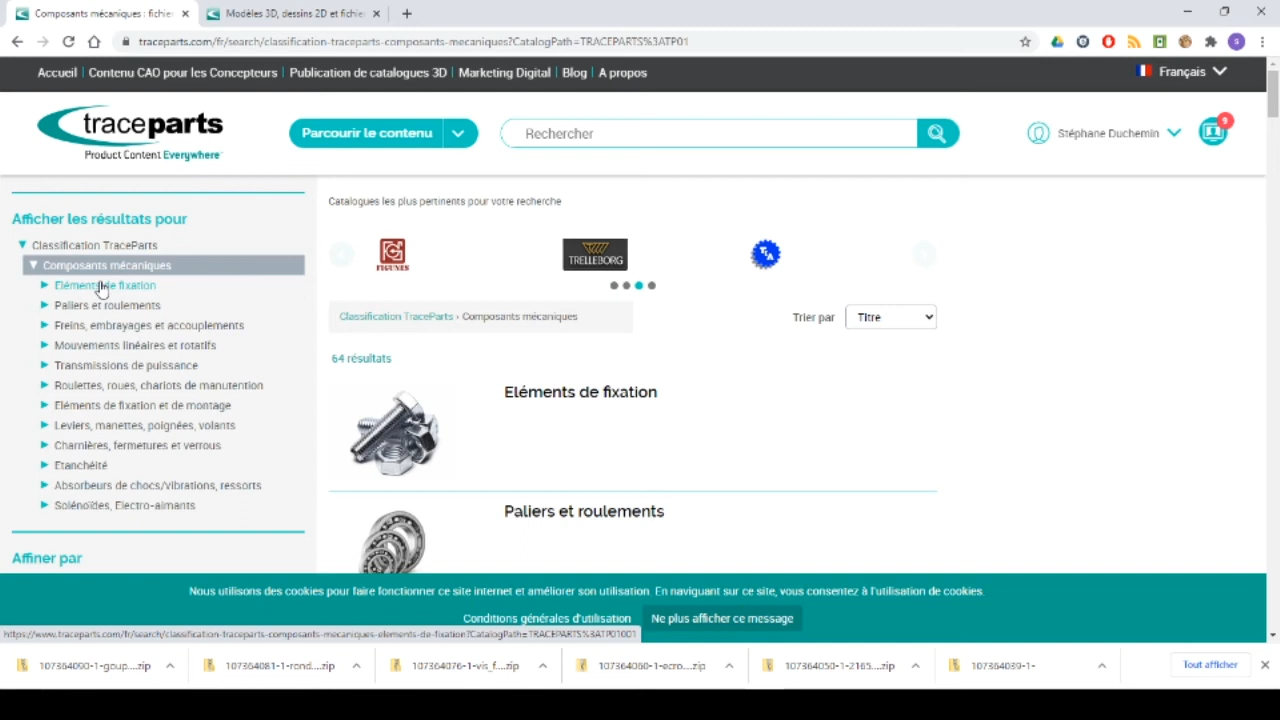 Composants mécaniques : fichier
Modèles 3D, dessins 2D et fichier
traceparts.com/fr/search/classification-traceparts-composants-mecaniques?CatalogPath=TRACEPARTS%3ATP01
S
Accueil | Contenu CAO pour les Concepteurs | Publication de catalogues 3D | Marketing Digital | Blog | A propos
Français
traceparts
Product Content Everywhere
Parcourir le contenu
Rechercher
Stéphane Duchemin
9
Afficher les résultats pour
Classification TraceParts
Composants mécaniques
Eléments de fixation
Paliers et roulements
Freins, embrayages et accouplements
Mouvements linéaires et rotatifs
Transmissions de puissance
Roulettes, roues, chariots de manutention
Eléments de fixation et de montage
Leviers, manettes, poignées, volants
Charnières, fermetures et verrous
Etanchéité
Absorbeurs de chocs/vibrations, ressorts
Solénoïdes, Electro-aimants
Affiner par
Catalogues les plus pertinents pour votre recherche
TRELLEBORG
Classification TraceParts › Composants mécaniques
Trier par
Titre
64 résultats
Eléments de fixation
Paliers et roulements
Nous utilisons des cookies pour faire fonctionner ce site internet et améliorer son utilisation. En naviguant sur ce site, vous consentez à l'utilisation de cookies.
Conditions générales d'utilisation
Ne plus afficher ce message
https://www.traceparts.com/fr/search/classification-traceparts-composants-mecaniques-elements-de-fixation?CatalogPath=TRACEPARTS%3ATP01001
107364090-1-goup....zip
107364081-1-rond....zip
107364076-1-vis_f....zip
107364060-1-ecro....zip
107364050-1-2165....zip
107364039-1-
Tout afficher